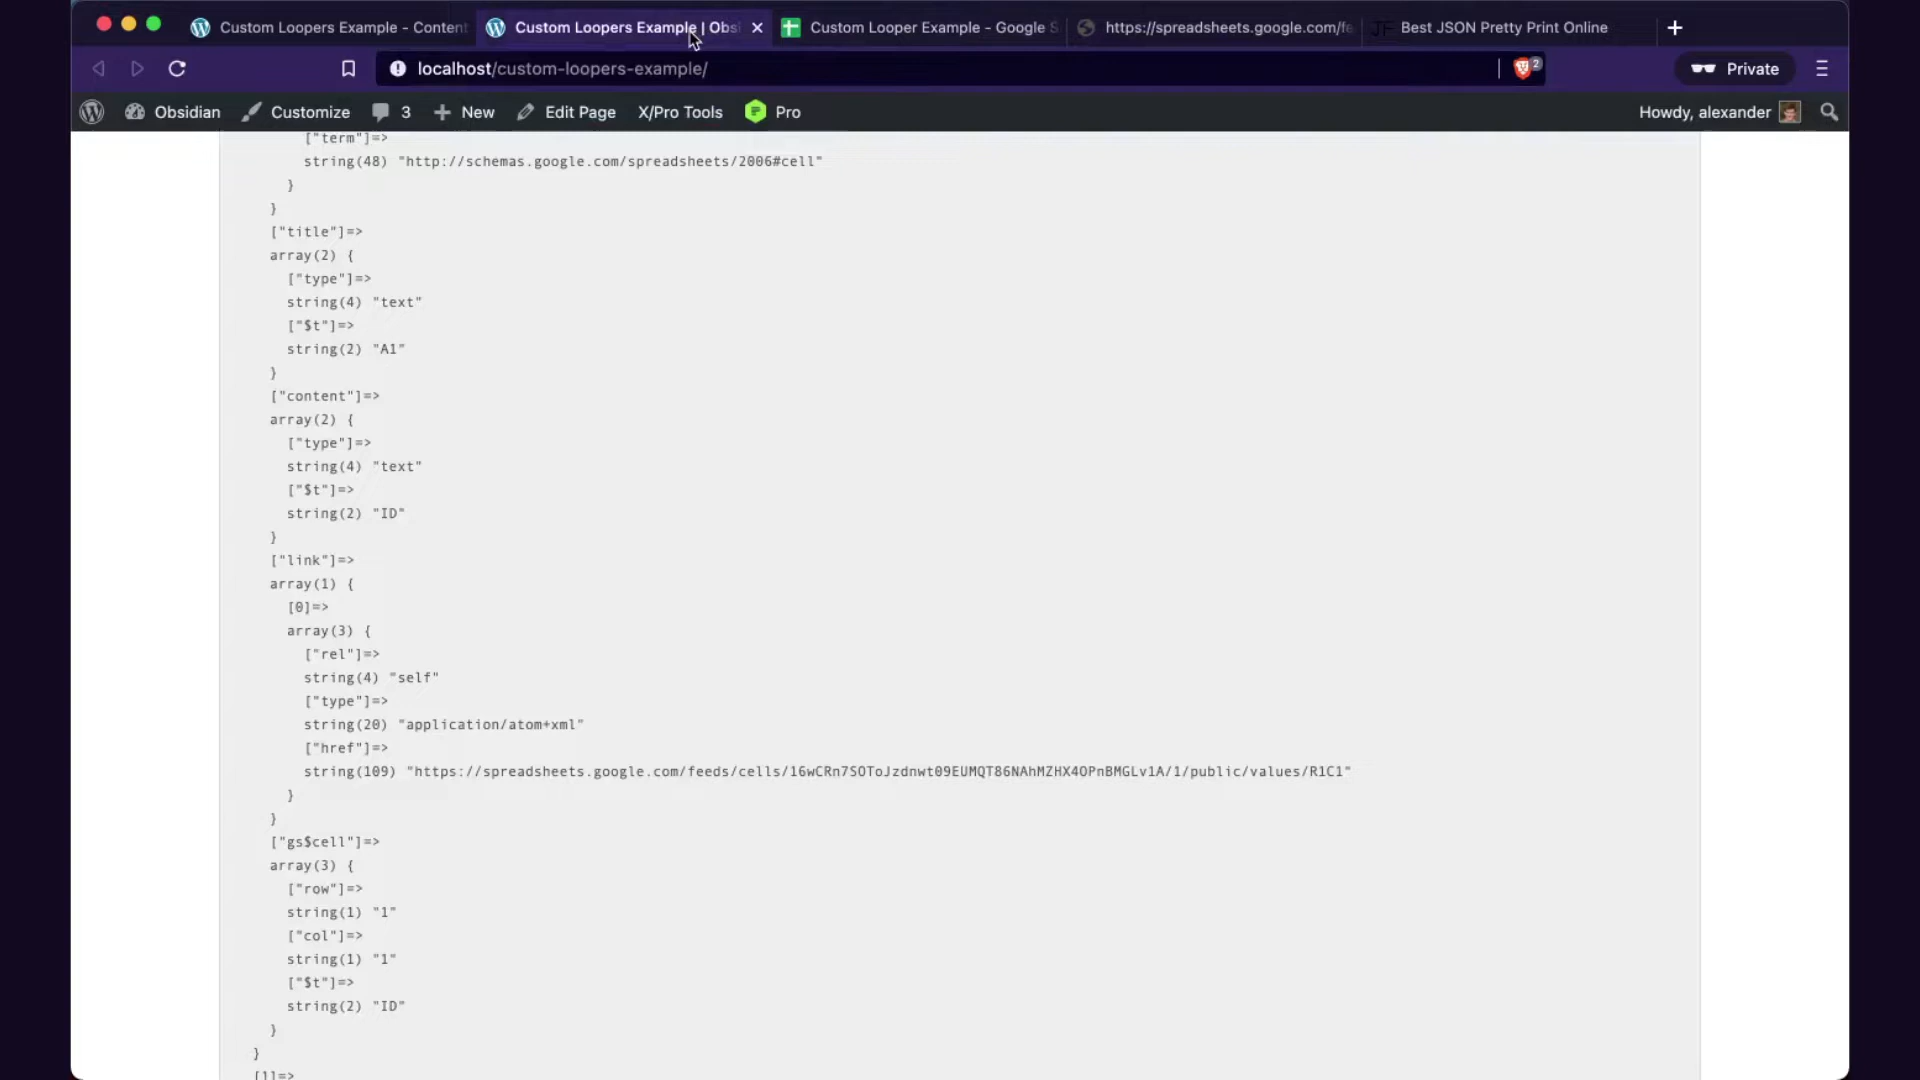 Custom Loopers Example - Conten
Custom Loopers Example | Obsi
Custom Looper Example - Google S
https://spreadsheets.google.com/fe
Best JSON Pretty Print Online
localhost/custom-loopers-example/
2
Private
Obsidian
Customize
3
New
Edit Page
X/Pro Tools
Pro
Howdy, alexander
["term"]=>
string(48) "http://schemas.google.com/spreadsheets/2006#cell"
}
}
["title"]=>
array(2) {
["type"]=>
string(4) "text"
["$t"]=>
string(2) "A1"
}
["content"]=>
array(2) {
["type"]=>
string(4) "text"
["$t"]=>
string(2) "ID"
}
["link"]=>
array(1) {
[0]=>
array(3) {
["rel"]=>
string(4) "self"
["type"]=>
string(20) "application/atom+xml"
["href"]=>
string(109) "https://spreadsheets.google.com/feeds/cells/16wCRn7SOToJzdnwt09EUMQT86NAhMZHX4OPnBMGLv1A/1/public/values/R1C1"
}
}
["gs$cell"]=>
array(3) {
["row"]=>
string(1) "1"
["col"]=>
string(1) "1"
["$t"]=>
string(2) "ID"
}
}
[1]=>